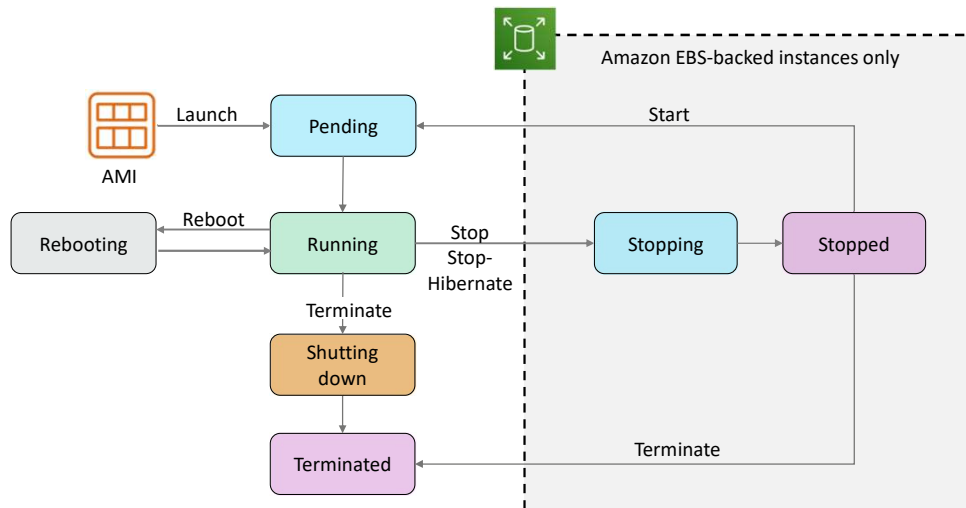 Amazon EBS-backed instances only
Launch
Pending
Start
AMI
Reboot
Rebooting
Running
Stop
Stop-
Hibernate
Stopping
Stopped
Terminate
Shutting
down
Terminated
Terminate